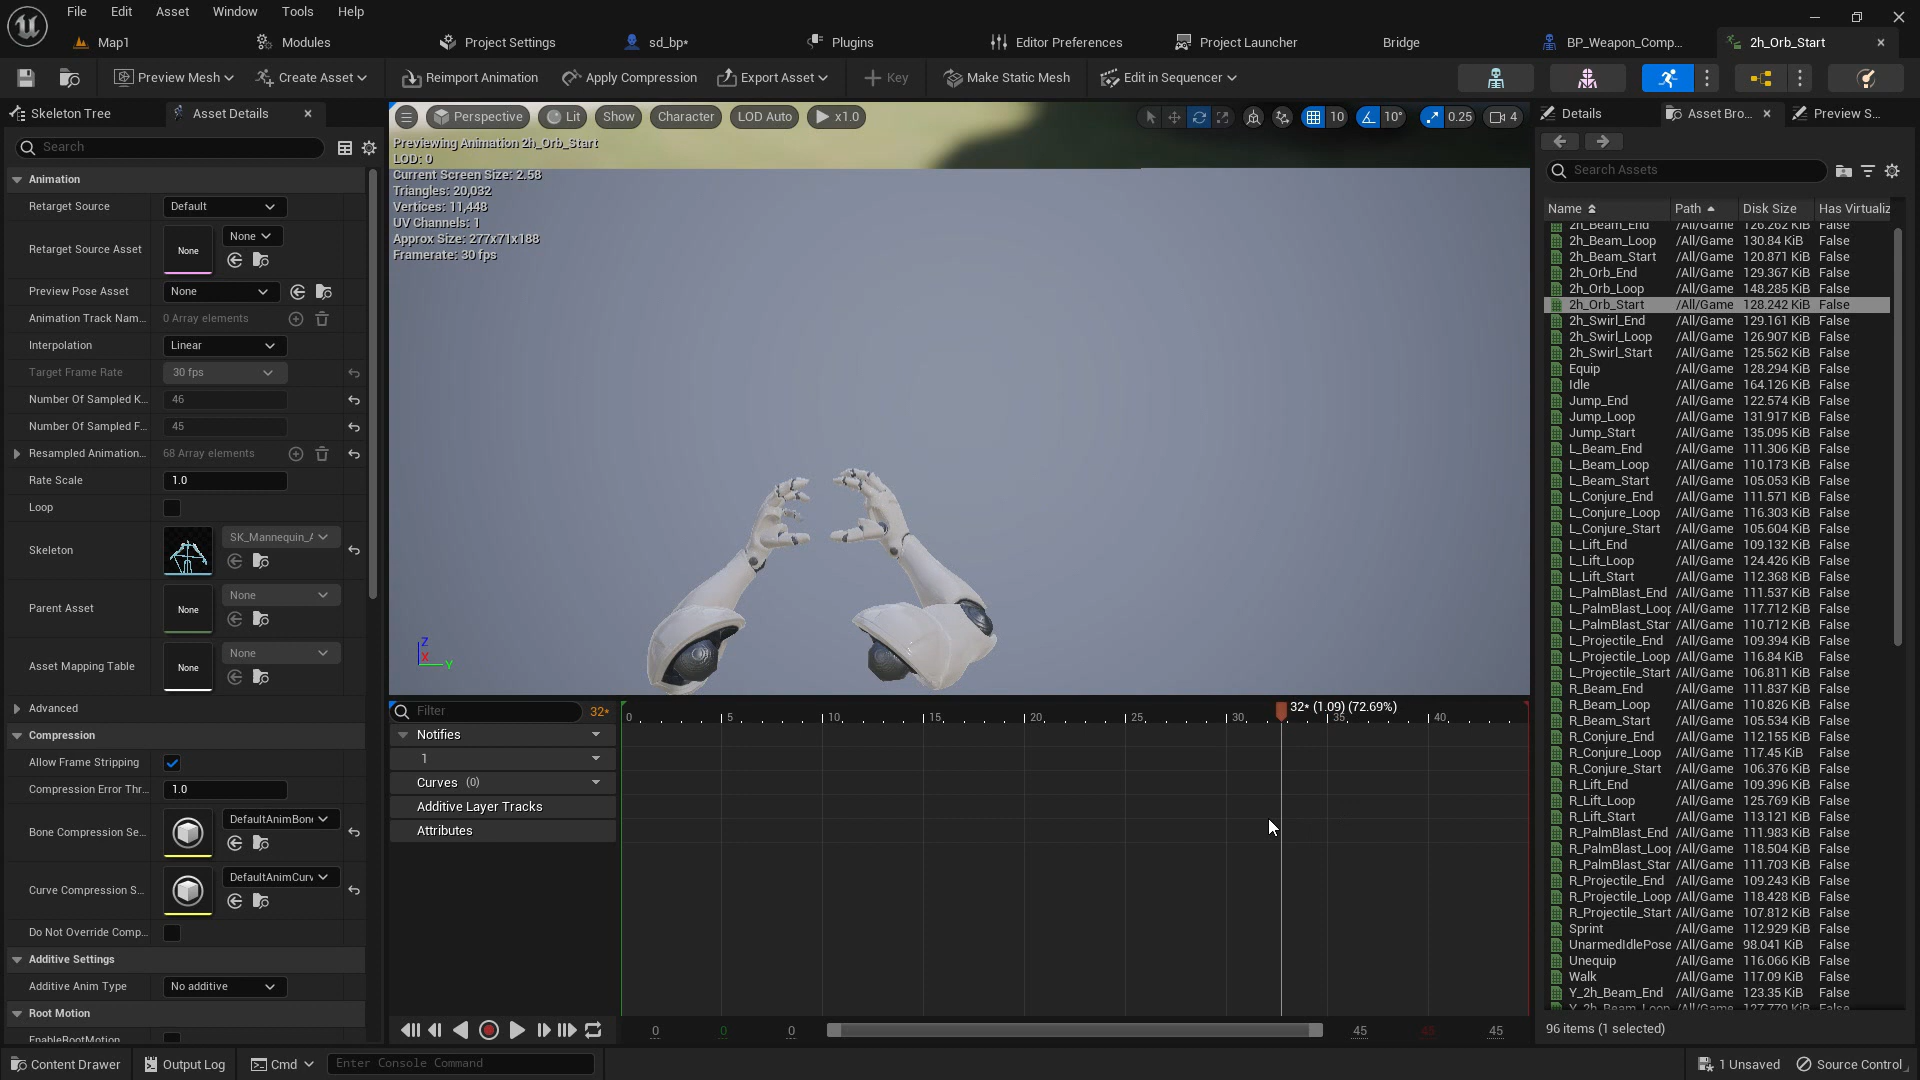 File Edit Asset Window Tools Help
Map1 Modules Project Settings sd_bp* Plugins Editor Preferences Project Launcher Bridge BP_Weapon_Comp... 2h_Orb_Start
Preview Mesh Create Asset Reimport Animation Apply Compression Export Asset Key Make Static Mesh Edit in Sequencer
Skeleton Tree Asset Details
Search
Animation
Retarget Source Default
Retarget Source Asset None None
Preview Pose Asset None
Animation Track Nam... 0 Array elements
Interpolation Linear
Target Frame Rate 30 fps
Number Of Sampled K... 46
Number Of Sampled F... 45
Resampled Animation... 68 Array elements
Rate Scale 1.0
Loop
Skeleton SK_Mannequin_A
Parent Asset None None
Asset Mapping Table None None
Advanced
Compression
Allow Frame Stripping
Compression Error Thr... 1.0
Bone Compression Se... DefaultAnimBone
Curve Compression S... DefaultAnimCurv
Do Not Override Comp...
Additive Settings
Additive Anim Type No additive
Root Motion
EnableRootMotion
Perspective Lit Show Character LOD Auto x1.0 10 10° 0.25 4
Previewing Animation 2h_Orb_Start
LOD: 0
Current Screen Size: 2.58
Triangles: 20,032
Vertices: 11,448
UV Channels: 1
Approx Size: 277x71x188
Framerate: 30 fps
Z
X
Y
Filter 32*
0 5 10 15 20 25 30 35 40
32* (1.09) (72.69%)
Notifies
1
Curves (0)
Additive Layer Tracks
Attributes
0 0 0 45 45 45
Details Asset Bro... Preview S...
Search Assets
Name Path Disk Size Has Virtualiz
2h_Beam_End /All/Game 126.262 KiB False
2h_Beam_Loop /All/Game 130.84 KiB False
2h_Beam_Start /All/Game 120.871 KiB False
2h_Orb_End /All/Game 129.367 KiB False
2h_Orb_Loop /All/Game 148.285 KiB False
2h_Orb_Start /All/Game 128.242 KiB False
2h_Swirl_End /All/Game 129.161 KiB False
2h_Swirl_Loop /All/Game 126.907 KiB False
2h_Swirl_Start /All/Game 125.562 KiB False
Equip /All/Game 128.294 KiB False
Idle /All/Game 164.126 KiB False
Jump_End /All/Game 122.574 KiB False
Jump_Loop /All/Game 131.917 KiB False
Jump_Start /All/Game 135.095 KiB False
L_Beam_End /All/Game 111.306 KiB False
L_Beam_Loop /All/Game 110.173 KiB False
L_Beam_Start /All/Game 105.053 KiB False
L_Conjure_End /All/Game 111.571 KiB False
L_Conjure_Loop /All/Game 116.303 KiB False
L_Conjure_Start /All/Game 105.604 KiB False
L_Lift_End /All/Game 109.132 KiB False
L_Lift_Loop /All/Game 124.426 KiB False
L_Lift_Start /All/Game 112.368 KiB False
L_PalmBlast_End /All/Game 111.537 KiB False
L_PalmBlast_Loop /All/Game 117.712 KiB False
L_PalmBlast_Star /All/Game 110.712 KiB False
L_Projectile_End /All/Game 109.394 KiB False
L_Projectile_Loop /All/Game 116.84 KiB False
L_Projectile_Start /All/Game 106.811 KiB False
R_Beam_End /All/Game 111.837 KiB False
R_Beam_Loop /All/Game 110.826 KiB False
R_Beam_Start /All/Game 105.534 KiB False
R_Conjure_End /All/Game 112.155 KiB False
R_Conjure_Loop /All/Game 117.45 KiB False
R_Conjure_Start /All/Game 106.376 KiB False
R_Lift_End /All/Game 109.396 KiB False
R_Lift_Loop /All/Game 125.769 KiB False
R_Lift_Start /All/Game 113.121 KiB False
R_PalmBlast_End /All/Game 111.983 KiB False
R_PalmBlast_Loop /All/Game 118.504 KiB False
R_PalmBlast_Star /All/Game 111.703 KiB False
R_Projectile_End /All/Game 109.243 KiB False
R_Projectile_Loop /All/Game 118.428 KiB False
R_Projectile_Start /All/Game 107.812 KiB False
Sprint /All/Game 112.929 KiB False
UnarmedIdlePose /All/Game 98.041 KiB False
Unequip /All/Game 116.066 KiB False
Walk /All/Game 117.09 KiB False
Y_2h_Beam_End /All/Game 123.35 KiB False
Y_2h_Beam_Loop /All/Game 127.779 KiB False
96 items (1 selected)
Content Drawer Output Log Cmd Enter Console Command 1 Unsaved Source Control